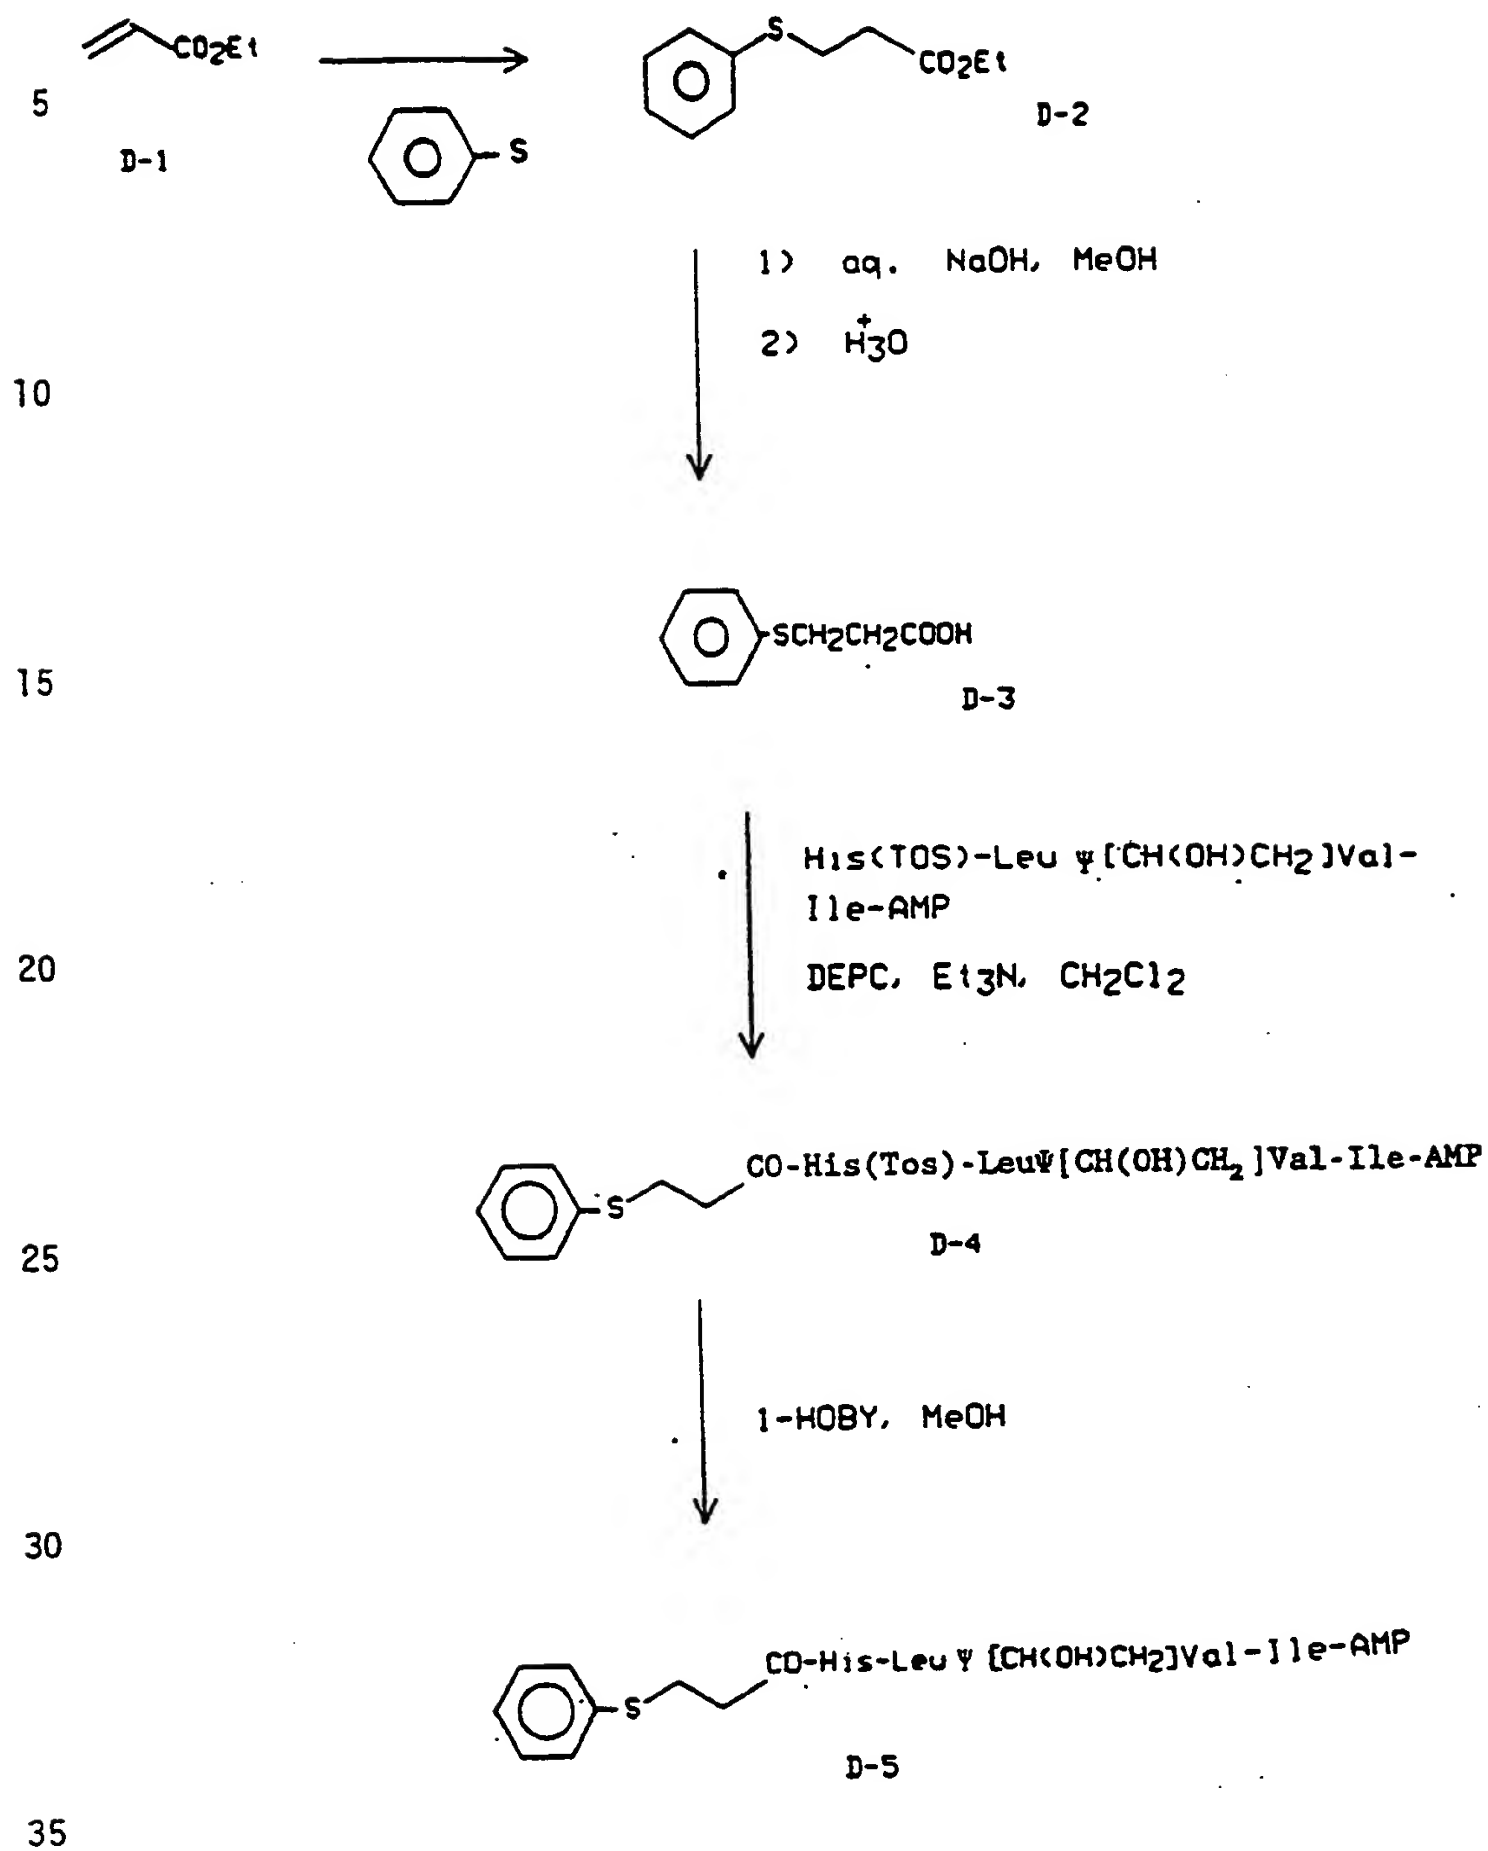 CO2Et
S
CO2Et
5
D-2
D-1
S
1) aq. NaOH, MeOH
2) H3O+
10
SCH2CH2COOH
15
D-3
His(TOS)-Leu Ψ[CH(OH)CH2]Val-
Ile-AMP
20
DEPC, Et3N, CH2Cl2
CO-His(Tos)-LeuΨ[CH(OH)CH2]Val-Ile-AMP
S
D-4
25
1-HOBY, MeOH
30
CO-His-Leu Ψ [CH(OH)CH2]Val-Ile-AMP
S
D-5
35